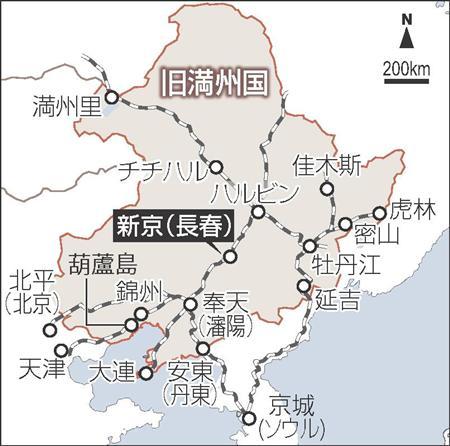 N
200km
旧満州国
満州里
チチハル
佳木斯
ハルビン
虎林
新京(長春)
密山
牡丹江
北平
(北京)
葫蘆島
錦州
奉天
(瀋陽)
延吉
天津
大連
安東
(丹東)
京城
(ソウル)